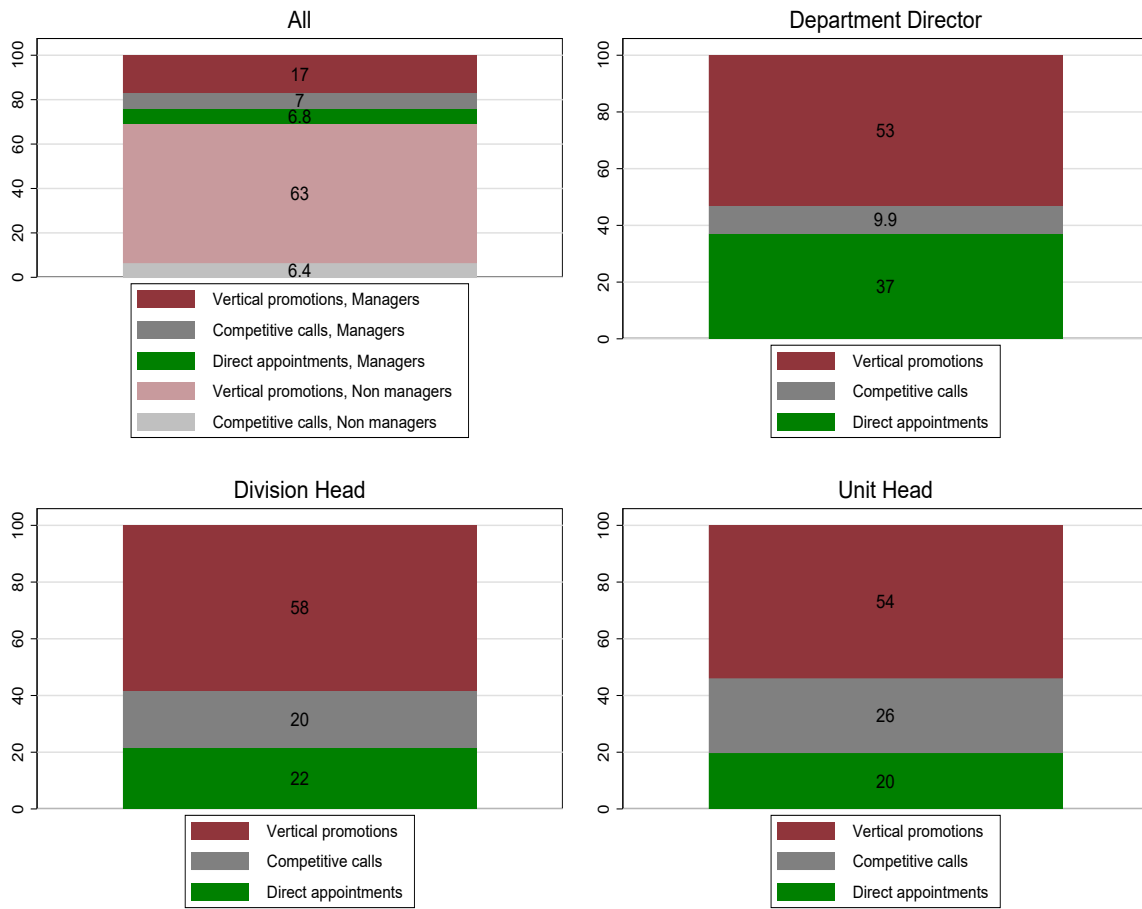 All
100
80
60
40
20
0
17
7
6.8
63
6.4
Vertical promotions, Managers
Competitive calls, Managers
Direct appointments, Managers
Vertical promotions, Non managers
Competitive calls, Non managers
Department Director
100
80
60
40
20
0
53
9.9
37
Vertical promotions
Competitive calls
Direct appointments
Division Head
100
80
60
40
20
0
58
20
22
Vertical promotions
Competitive calls
Direct appointments
Unit Head
100
80
60
40
20
0
54
26
20
Vertical promotions
Competitive calls
Direct appointments